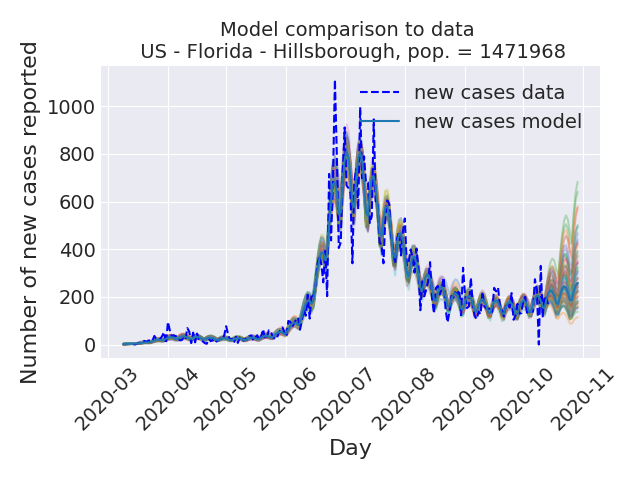 Model comparison to data
US - Florida - Hillsborough, pop. = 1471968
Number of new cases reported
1000
800
600
400
200
0
new cases data
new cases model
2020-03
2020-04
2020-05
2020-06
2020-07
2020-08
2020-09
2020-10
2020-11
Day